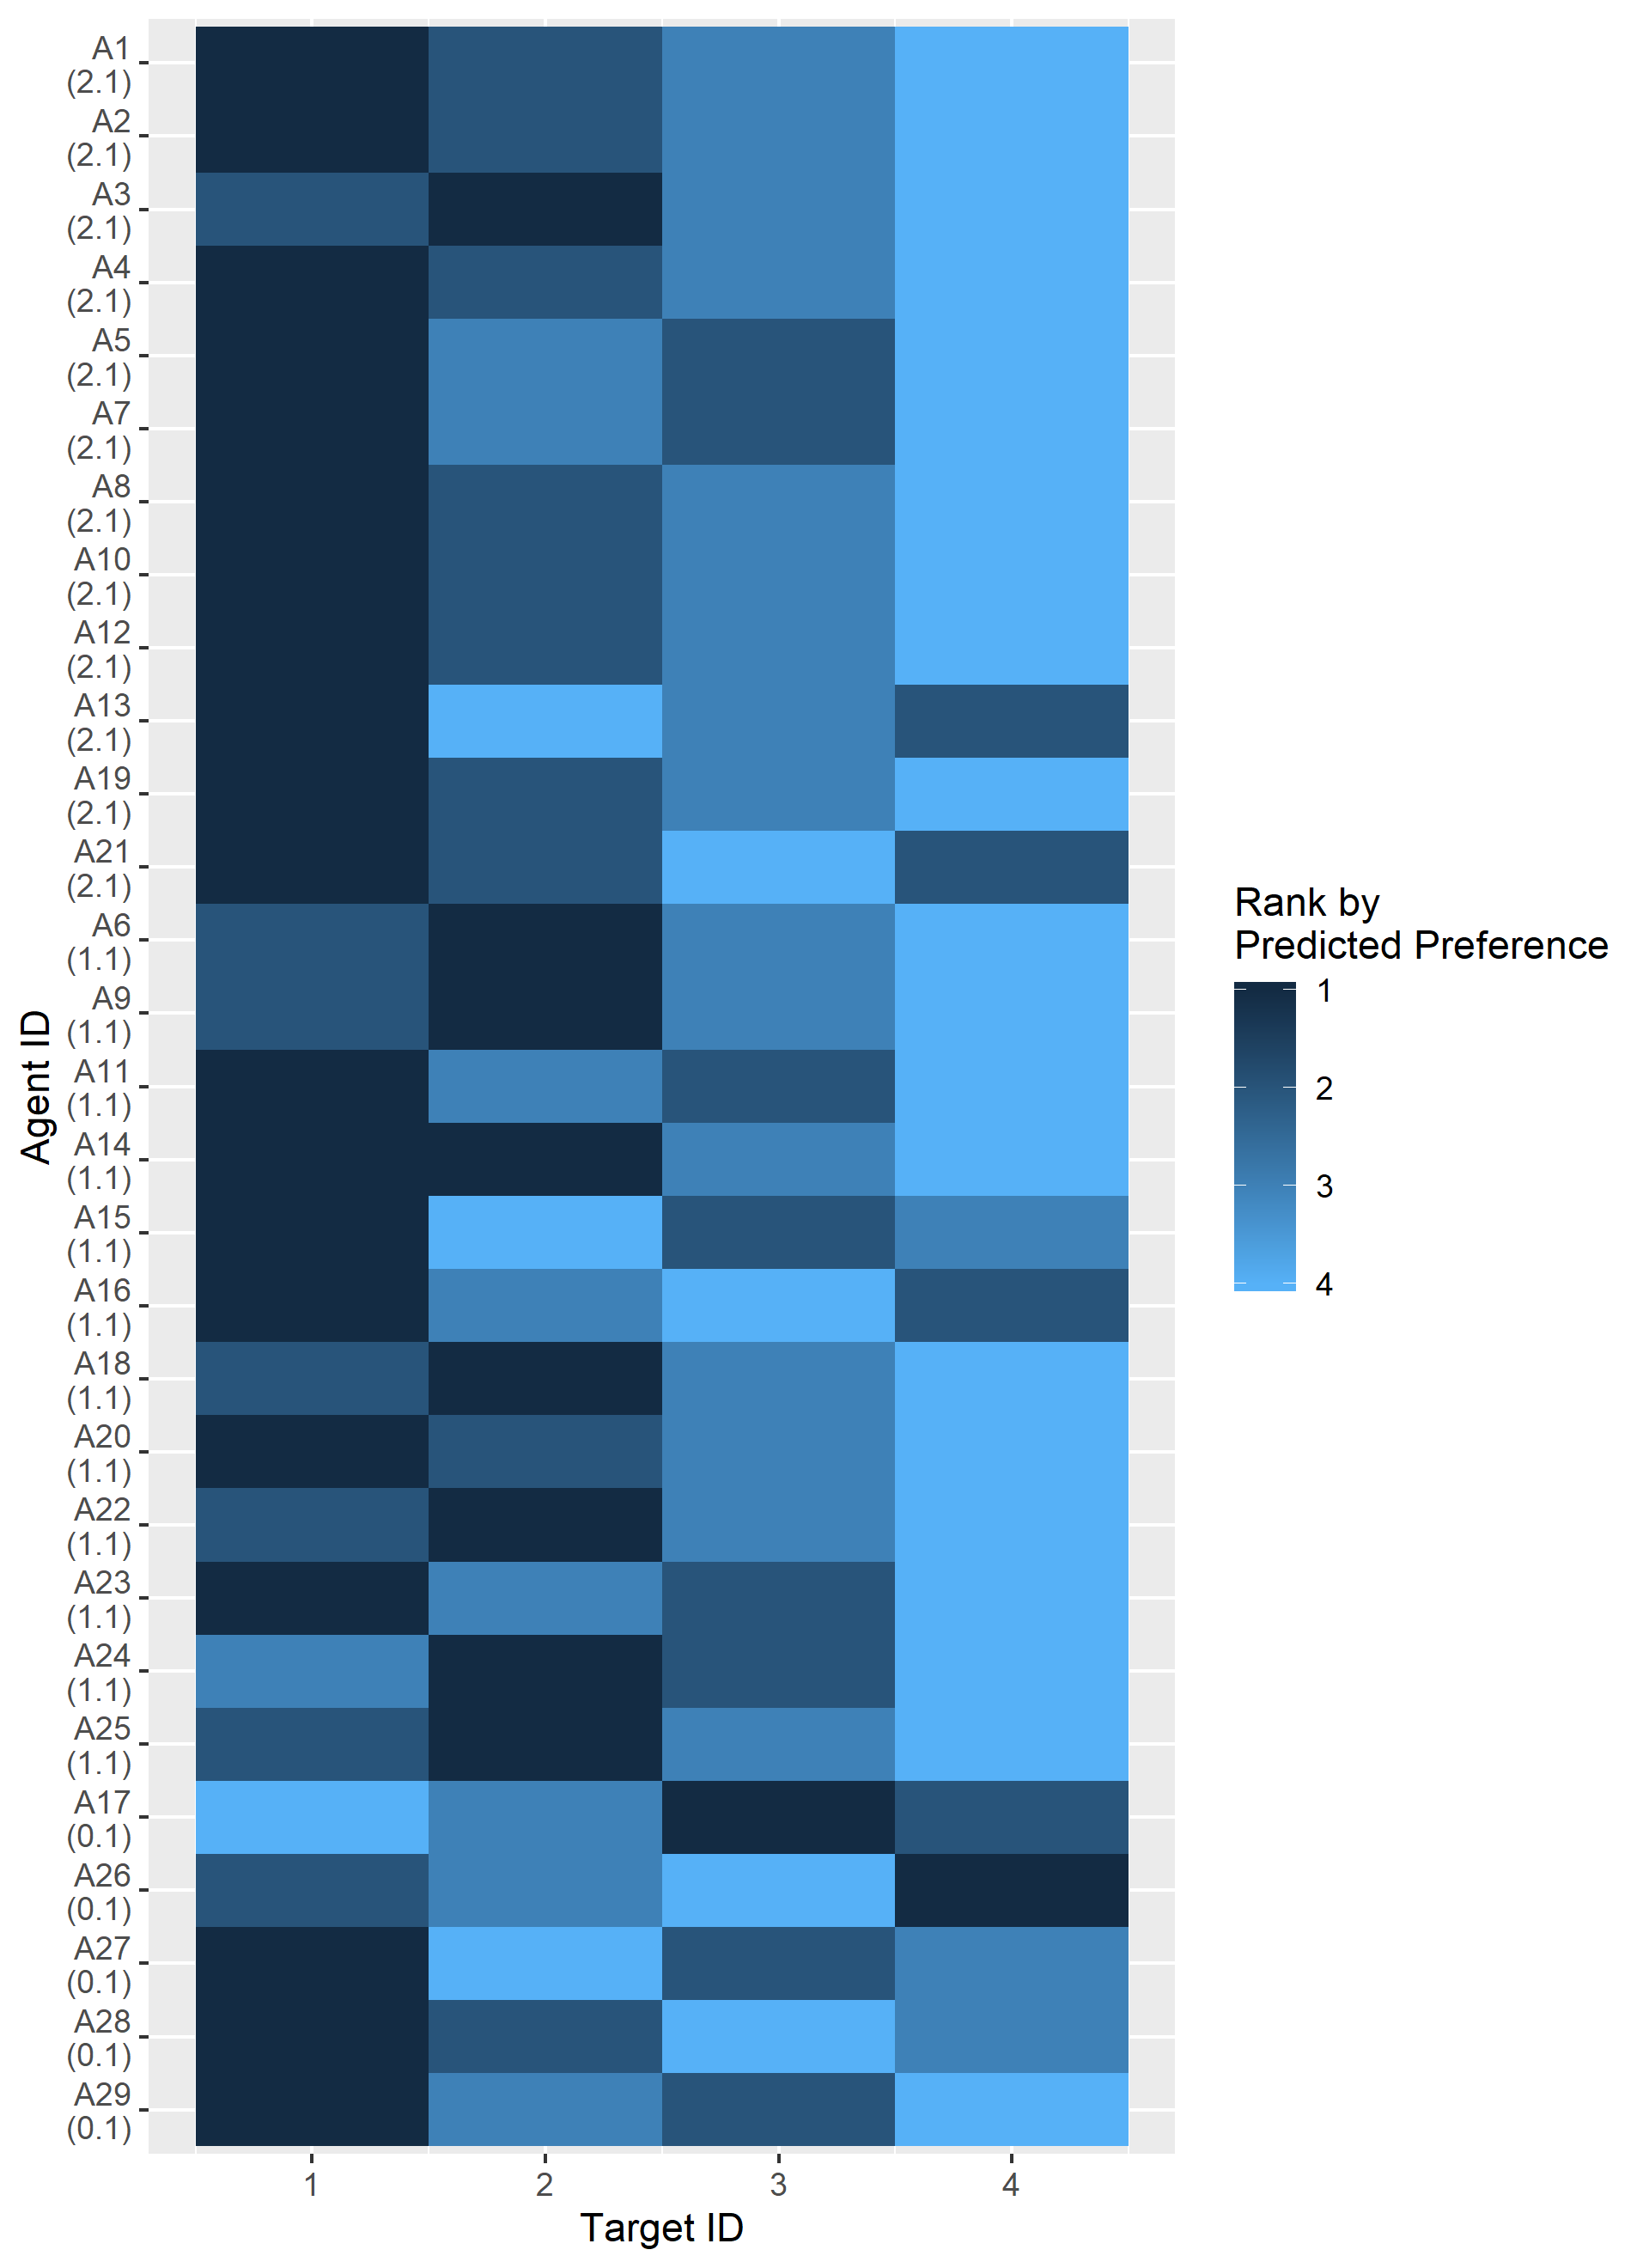 A1
(2.1)
A2
(2.1)
A3
(2.1)
A4
(2.1)
A5
(2.1)
A7
(2.1)
A8
(2.1)
A10
(2.1)
A12
(2.1)
A13
(2.1)
A19
(2.1)
A21
(2.1)
A6
(1.1)
A9
(1.1)
A11
(1.1)
A14
(1.1)
A15
(1.1)
A16
(1.1)
A18
(1.1)
A20
(1.1)
A22
(1.1)
A23
(1.1)
A24
(1.1)
A25
(1.1)
A17
(0.1)
A26
(0.1)
A27
(0.1)
A28
(0.1)
A29
(0.1)
Agent ID
1 2 3 4
Target ID
Rank by
Predicted Preference
1
2
3
4